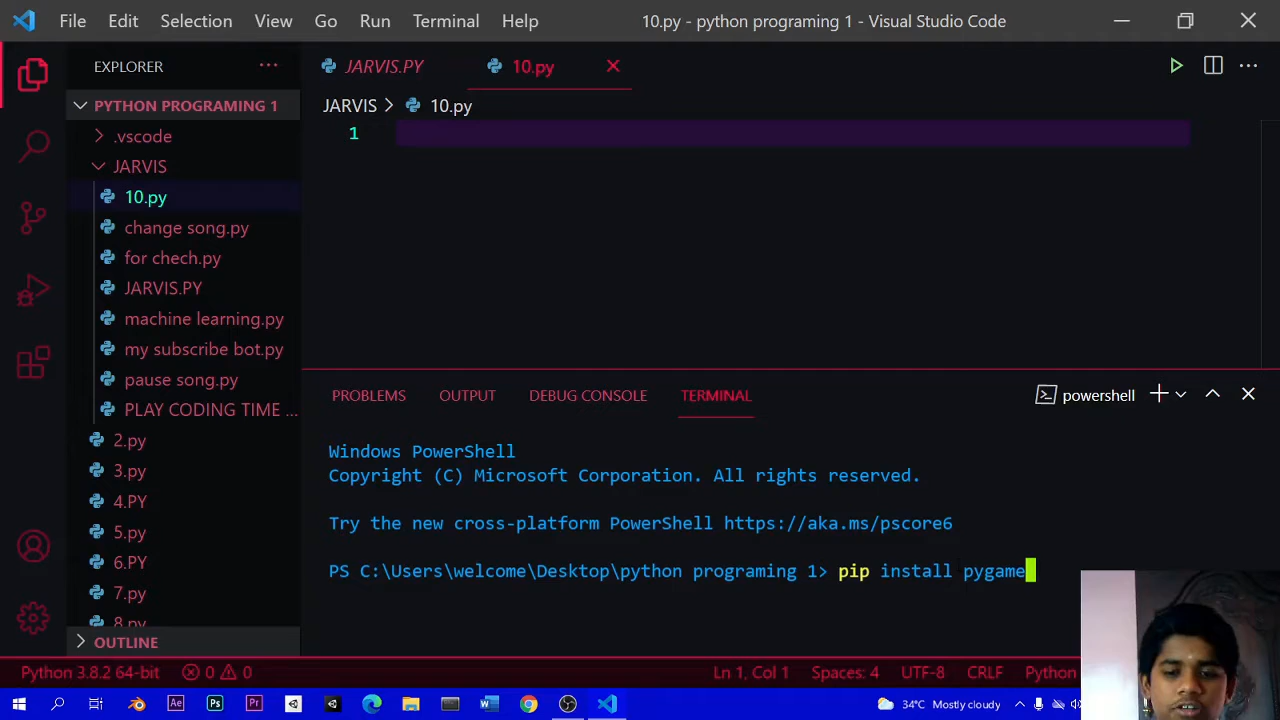 File Edit Selection View Go Run Terminal Help 10.py - python programing 1 - Visual Studio Code
EXPLORER
JARVIS.PY 10.py
PYTHON PROGRAMING 1
JARVIS > 10.py
.vscode
1
JARVIS
10.py
change song.py
for chech.py
JARVIS.PY
machine learning.py
my subscribe bot.py
pause song.py
PLAY CODING TIME ...
2.py
3.py
4.PY
5.py
6.PY
7.py
8.py
OUTLINE
PROBLEMS OUTPUT DEBUG CONSOLE TERMINAL powershell
Windows PowerShell
Copyright (C) Microsoft Corporation. All rights reserved.
Try the new cross-platform PowerShell https://aka.ms/pscore6
PS C:\Users\welcome\Desktop\python programing 1> pip install pygame
Python 3.8.2 64-bit 0 0 Ln 1, Col 1 Spaces: 4 UTF-8 CRLF Python
Ae Ps Pr 34°C Mostly cloudy